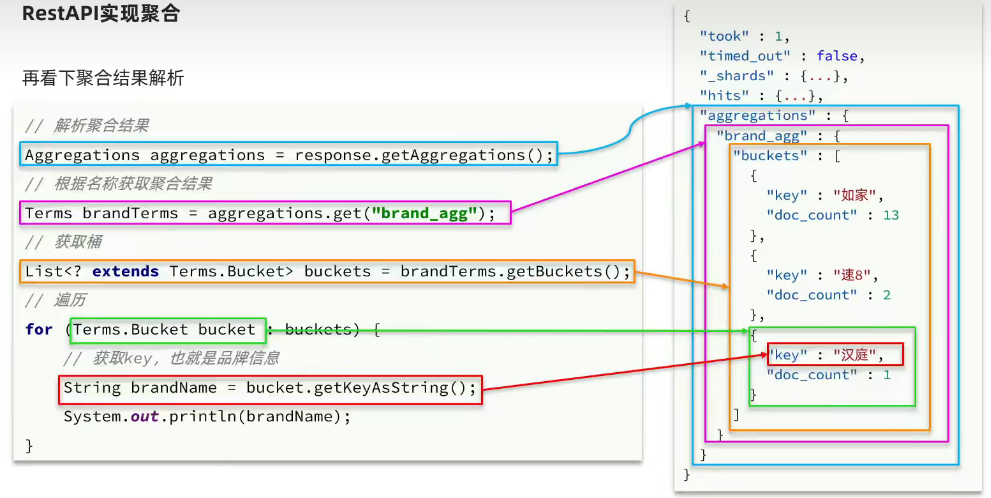 RestAPI实现聚合
再看下聚合结果解析
// 解析聚合结果
Aggregations aggregations = response.getAggregations();
// 根据名称获取聚合结果
Terms brandTerms = aggregations.get("brand_agg");
// 获取桶
List<? extends Terms.Bucket> buckets = brandTerms.getBuckets();
// 遍历
for (Terms.Bucket bucket : buckets) {
// 获取key，也就是品牌信息
String brandName = bucket.getKeyAsString();
System.out.println(brandName);
}
{
"took" : 1,
"timed_out" : false,
"_shards" : {...},
"hits" : {...},
"aggregations" : {
"brand_agg" : {
"buckets" : [
{
"key" : "如家",
"doc_count" : 13
},
{
"key" : "速8",
"doc_count" : 2
},
{
"key" : "汉庭",
"doc_count" : 1
}
]
}
}
}